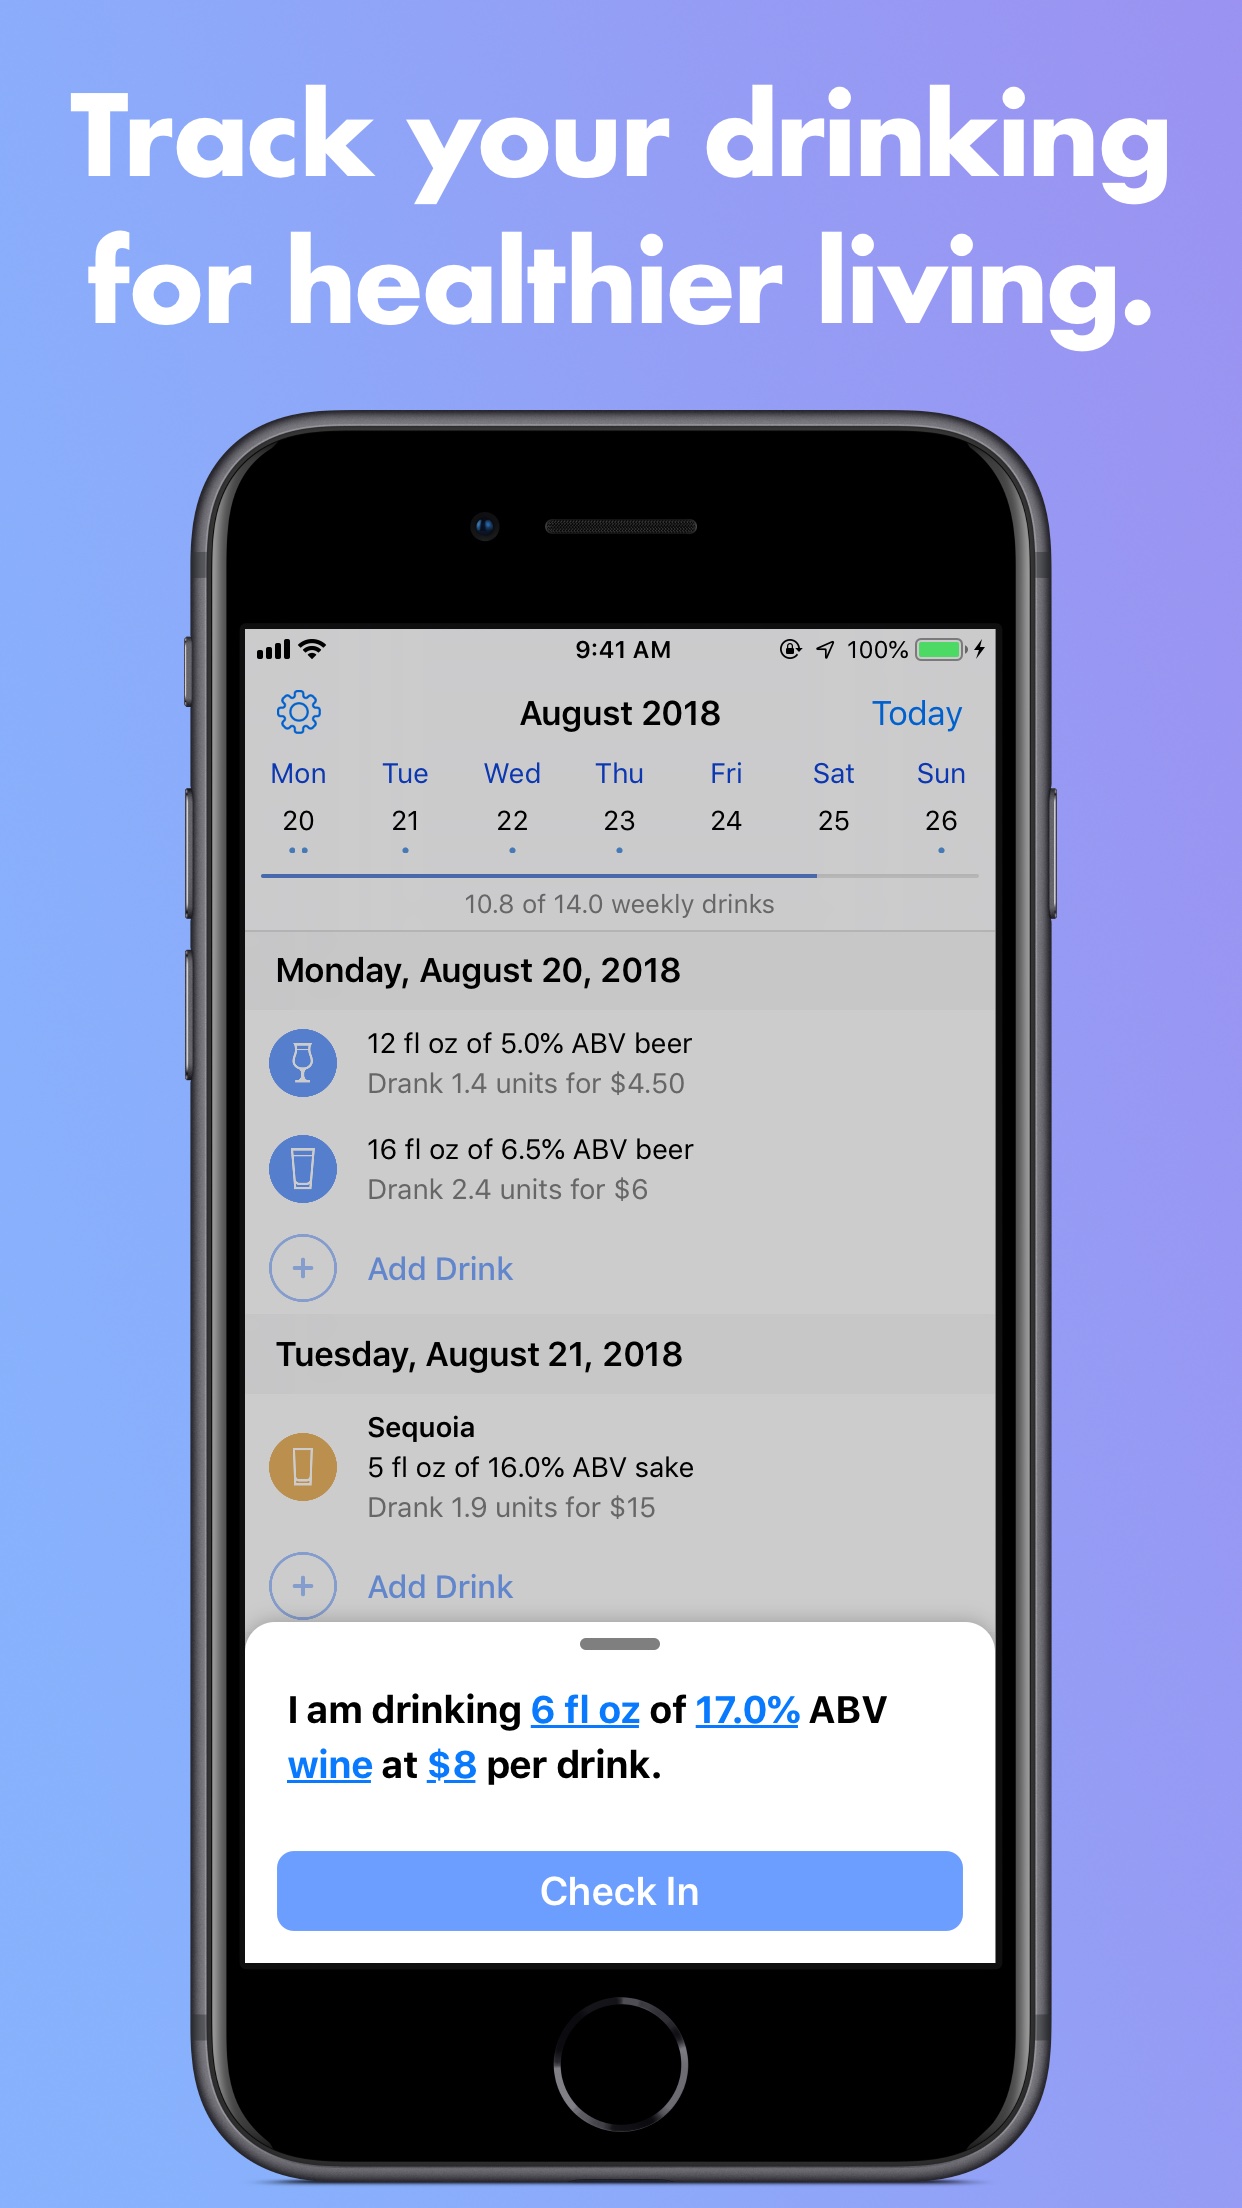 Track your drinking
for healthier living.
9:41 AM
100%
August 2018
Today
Mon Tue Wed Thu Fri Sat Sun
20 21 22 23 24 25 26
10.8 of 14.0 weekly drinks
Monday, August 20, 2018
12 fl oz of 5.0% ABV beer
Drank 1.4 units for $4.50
16 fl oz of 6.5% ABV beer
Drank 2.4 units for $6
Add Drink
Tuesday, August 21, 2018
Sequoia
5 fl oz of 16.0% ABV sake
Drank 1.9 units for $15
Add Drink
I am drinking 6 fl oz of 17.0% ABV
wine at $8 per drink.
Check In